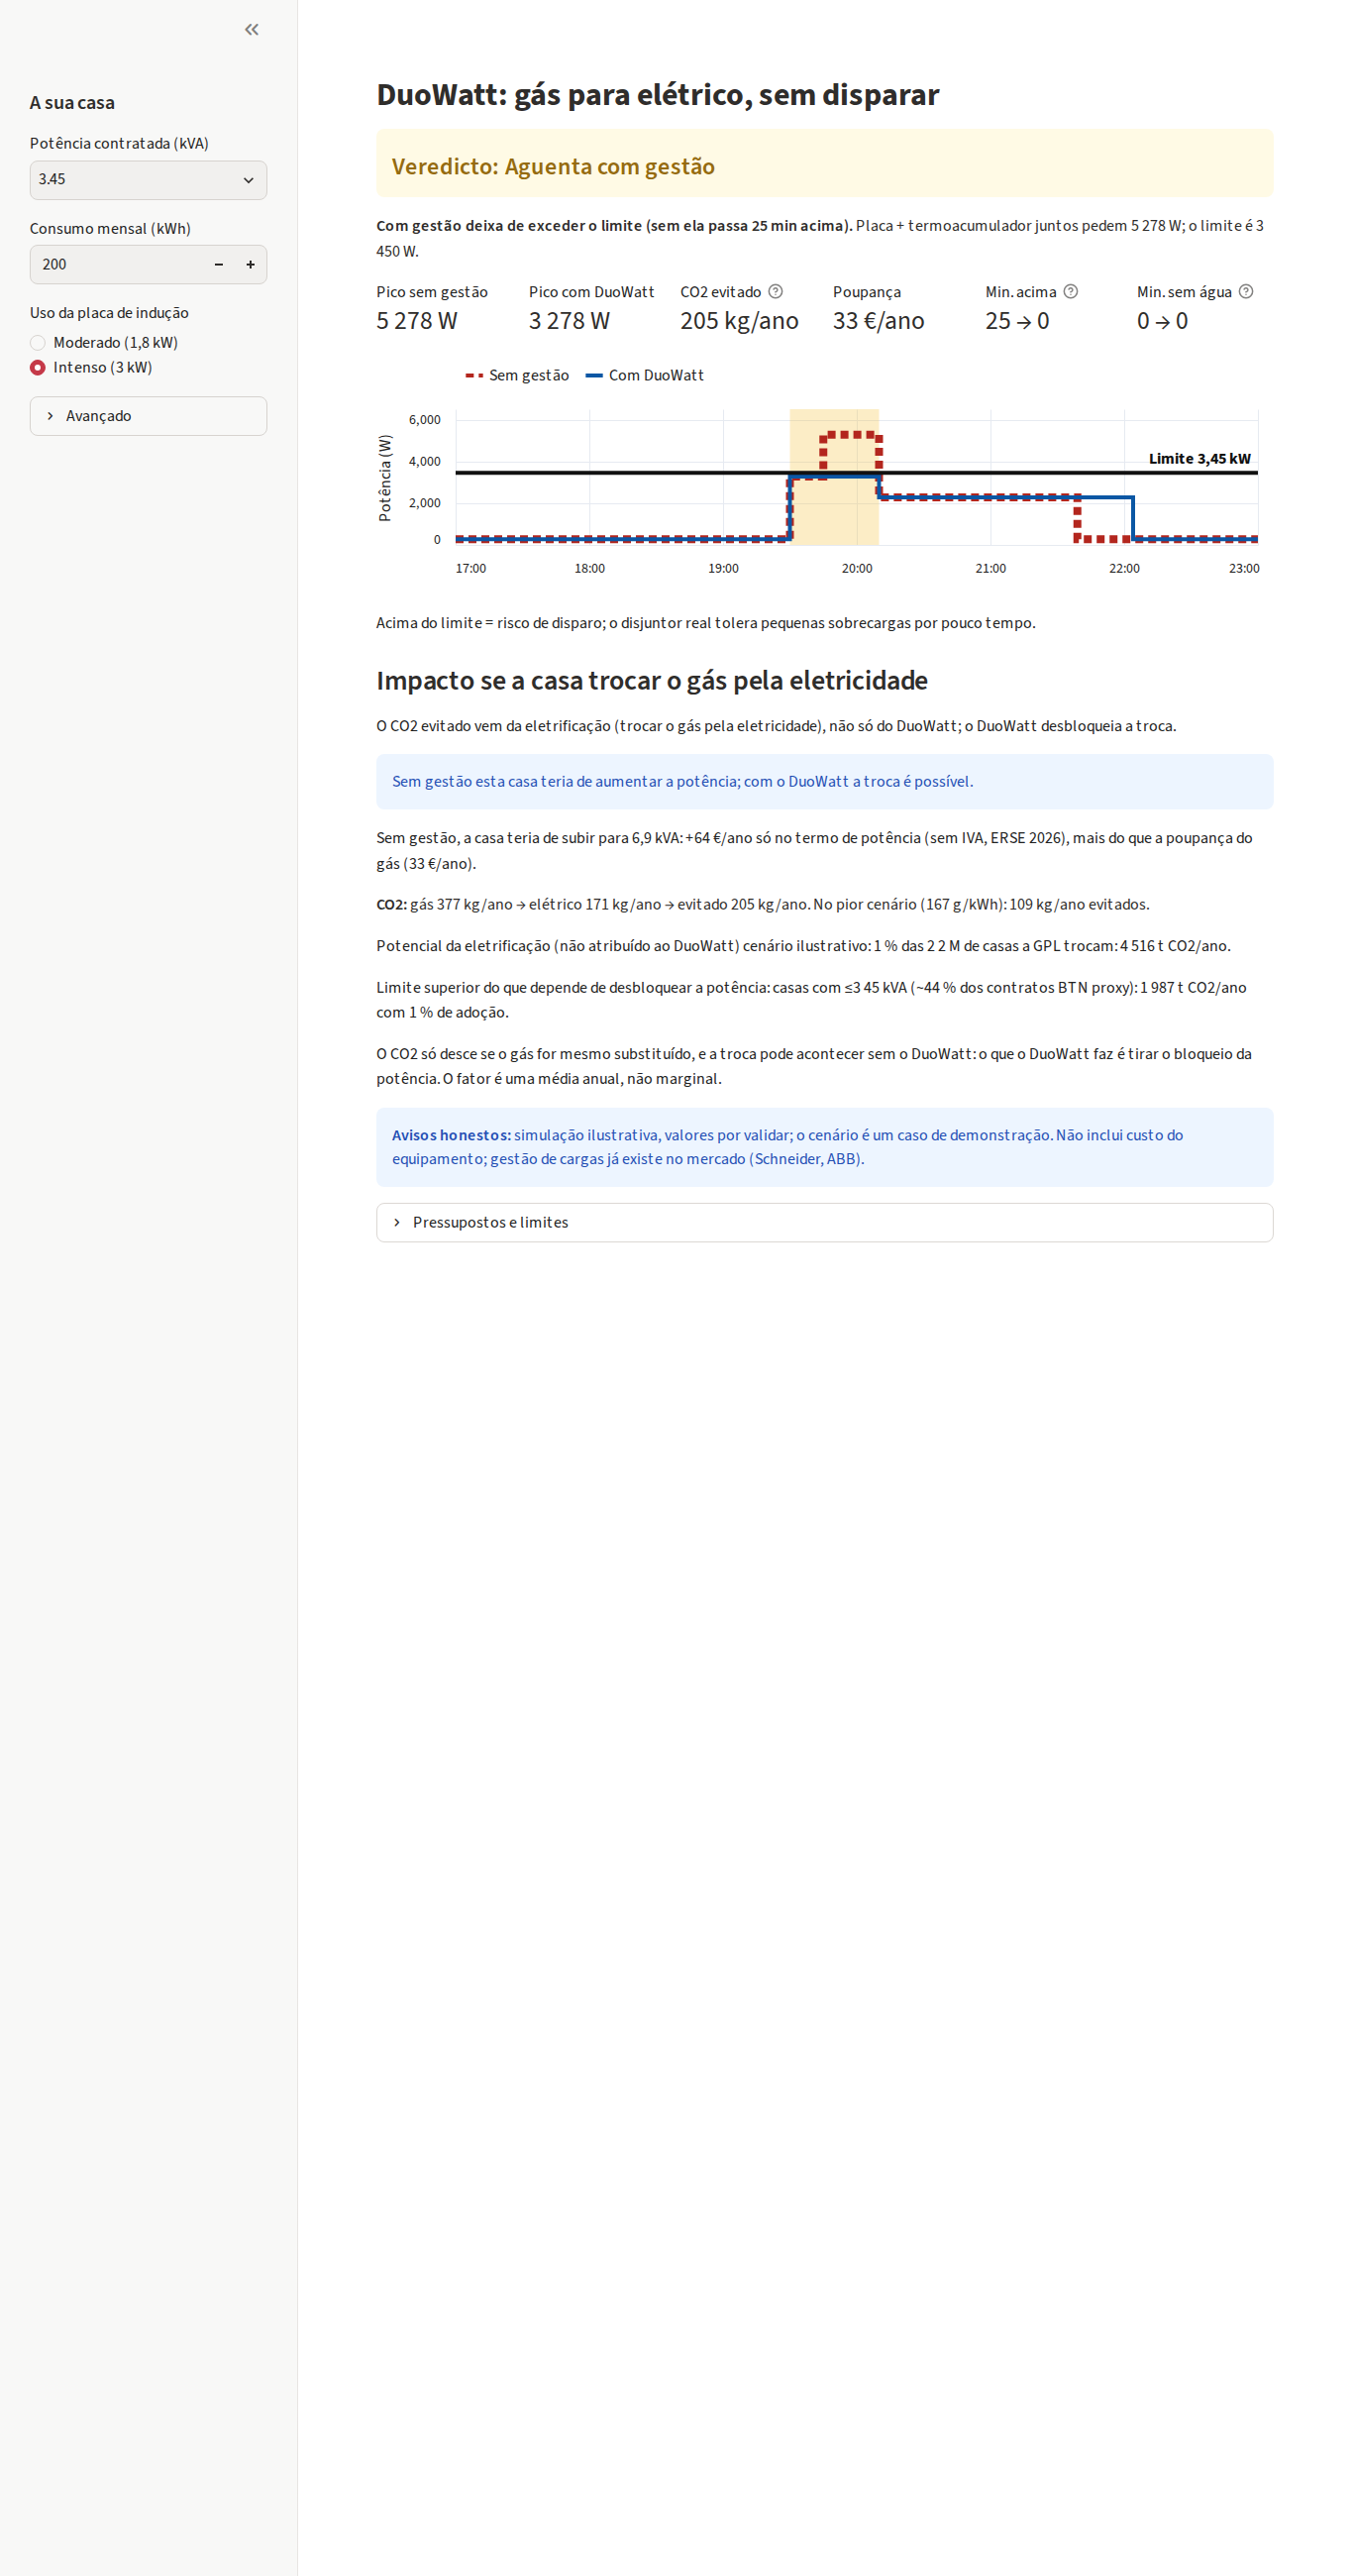 A sua casa
Potência contratada (kVA)
3.45
Consumo mensal (kWh)
200
Uso da placa de indução
Moderado (1,8 kW)
Intenso (3 kW)
Avançado
DuoWatt: gás para elétrico, sem disparar
Veredicto: Aguenta com gestão
Com gestão deixa de exceder o limite (sem ela passa 25 min acima). Placa + termoacumulador juntos pedem 5 278 W; o limite é 3
450 W.
Pico sem gestão
5 278 W
Pico com DuoWatt
3 278 W
CO2 evitado
205 kg/ano
Poupança
33 €/ano
Min. acima
25 → 0
Min. sem água
0 → 0
Sem gestão
Com DuoWatt
Potência (W)
6,000
4,000
2,000
0
Limite 3,45 kW
17:00 18:00 19:00 20:00 21:00 22:00 23:00
Acima do limite = risco de disparo; o disjuntor real tolera pequenas sobrecargas por pouco tempo.
Impacto se a casa trocar o gás pela eletricidade
O CO2 evitado vem da eletrificação (trocar o gás pela eletricidade), não só do DuoWatt; o DuoWatt desbloqueia a troca.
Sem gestão esta casa teria de aumentar a potência; com o DuoWatt a troca é possível.
Sem gestão, a casa teria de subir para 6,9 kVA: +64 €/ano só no termo de potência (sem IVA, ERSE 2026), mais do que a poupança do
gás (33 €/ano).
CO2: gás 377 kg/ano → elétrico 171 kg/ano → evitado 205 kg/ano. No pior cenário (167 g/kWh): 109 kg/ano evitados.
Potencial da eletrificação (não atribuído ao DuoWatt) cenário ilustrativo: 1 % das 2 2 M de casas a GPL trocam: 4 516 t CO2/ano.
Limite superior do que depende de desbloquear a potência: casas com ≤3 45 kVA (~44 % dos contratos BTN proxy): 1 987 t CO2/ano
com 1 % de adoção.
O CO2 só desce se o gás for mesmo substituído, e a troca pode acontecer sem o DuoWatt: o que o DuoWatt faz é tirar o bloqueio da
potência. O fator é uma média anual, não marginal.
Avisos honestos: simulação ilustrativa, valores por validar; o cenário é um caso de demonstração. Não inclui custo do
equipamento; gestão de cargas já existe no mercado (Schneider, ABB).
Pressupostos e limites